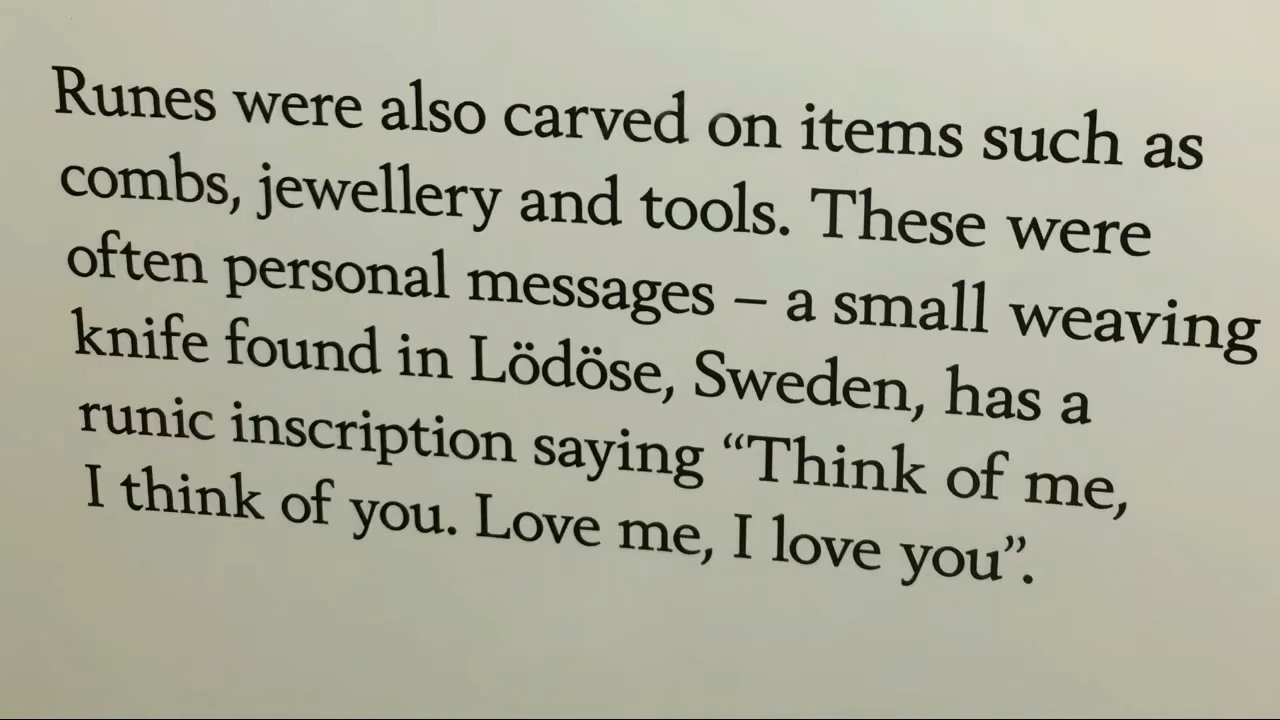 Runes were also carved on items such as
combs, jewellery and tools. These were
often personal messages – a small weaving
knife found in Lödöse, Sweden, has a
runic inscription saying “Think of me,
I think of you. Love me, I love you”.